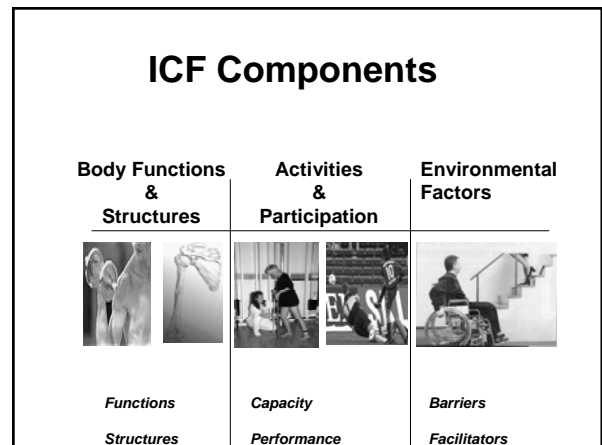 ICF Components
Body Functions
&
Structures
Activities
&
Participation
Environmental
Factors
Functions
Structures
Capacity
Performance
Barriers
Facilitators